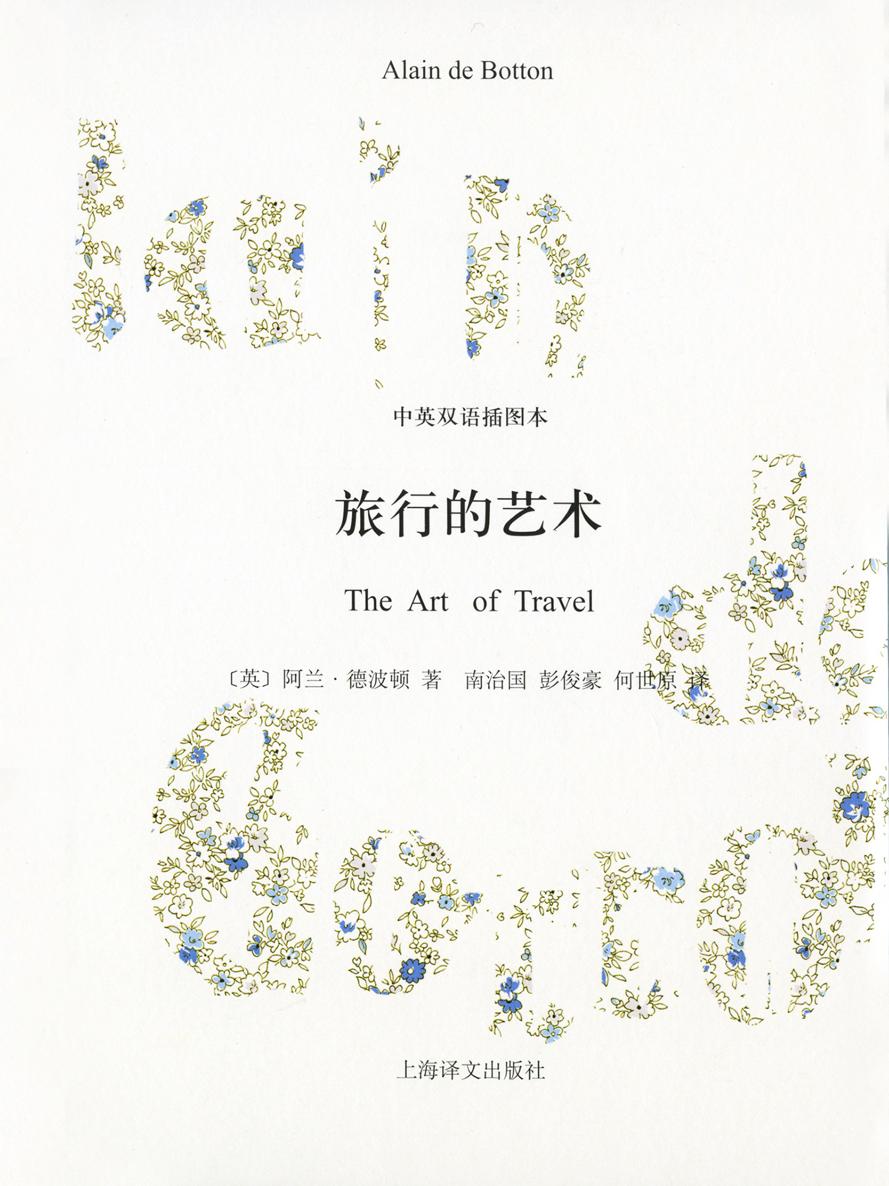 Alain de Botton
lain
中英双语插图本
旅行的艺术
The Art of Travel
de
〔英〕阿兰·德波顿 著 南治国 彭俊豪 何世原 译
上海译文出版社